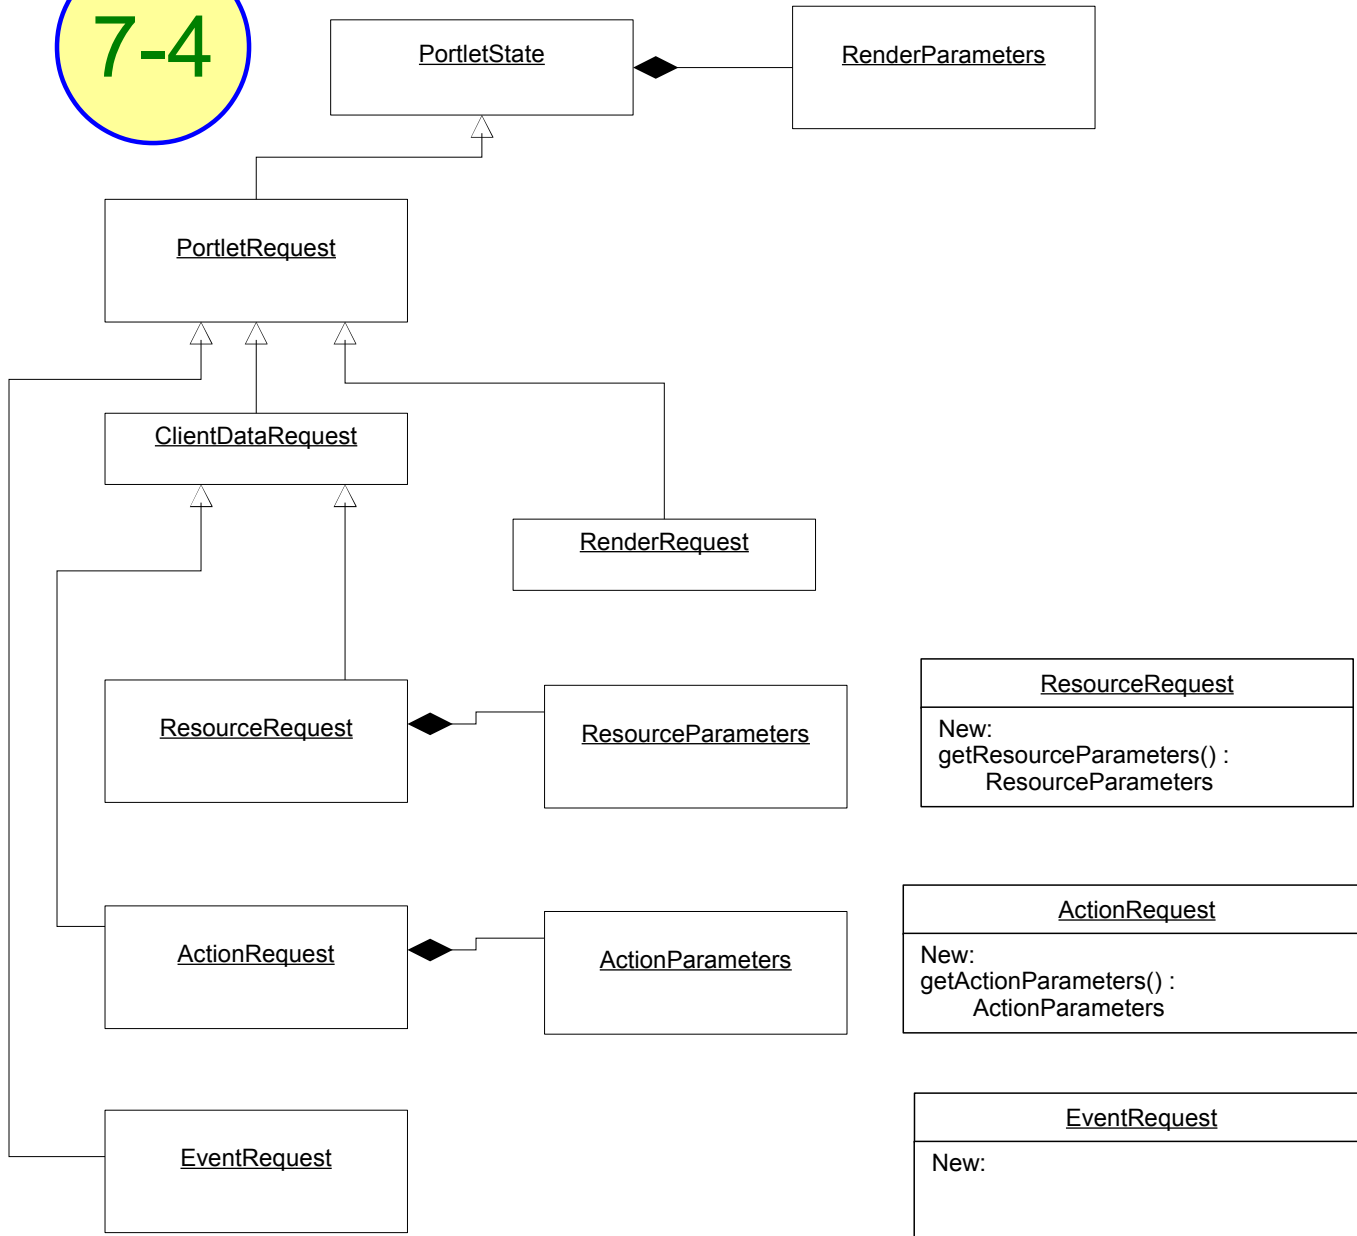 7-4
PortletState
RenderParameters
PortletRequest
ClientDataRequest
RenderRequest
ResourceRequest
ResourceParameters
ResourceRequest
New:
getResourceParameters() :
ResourceParameters
ActionRequest
ActionParameters
ActionRequest
New:
getActionParameters() :
ActionParameters
EventRequest
EventRequest
New: